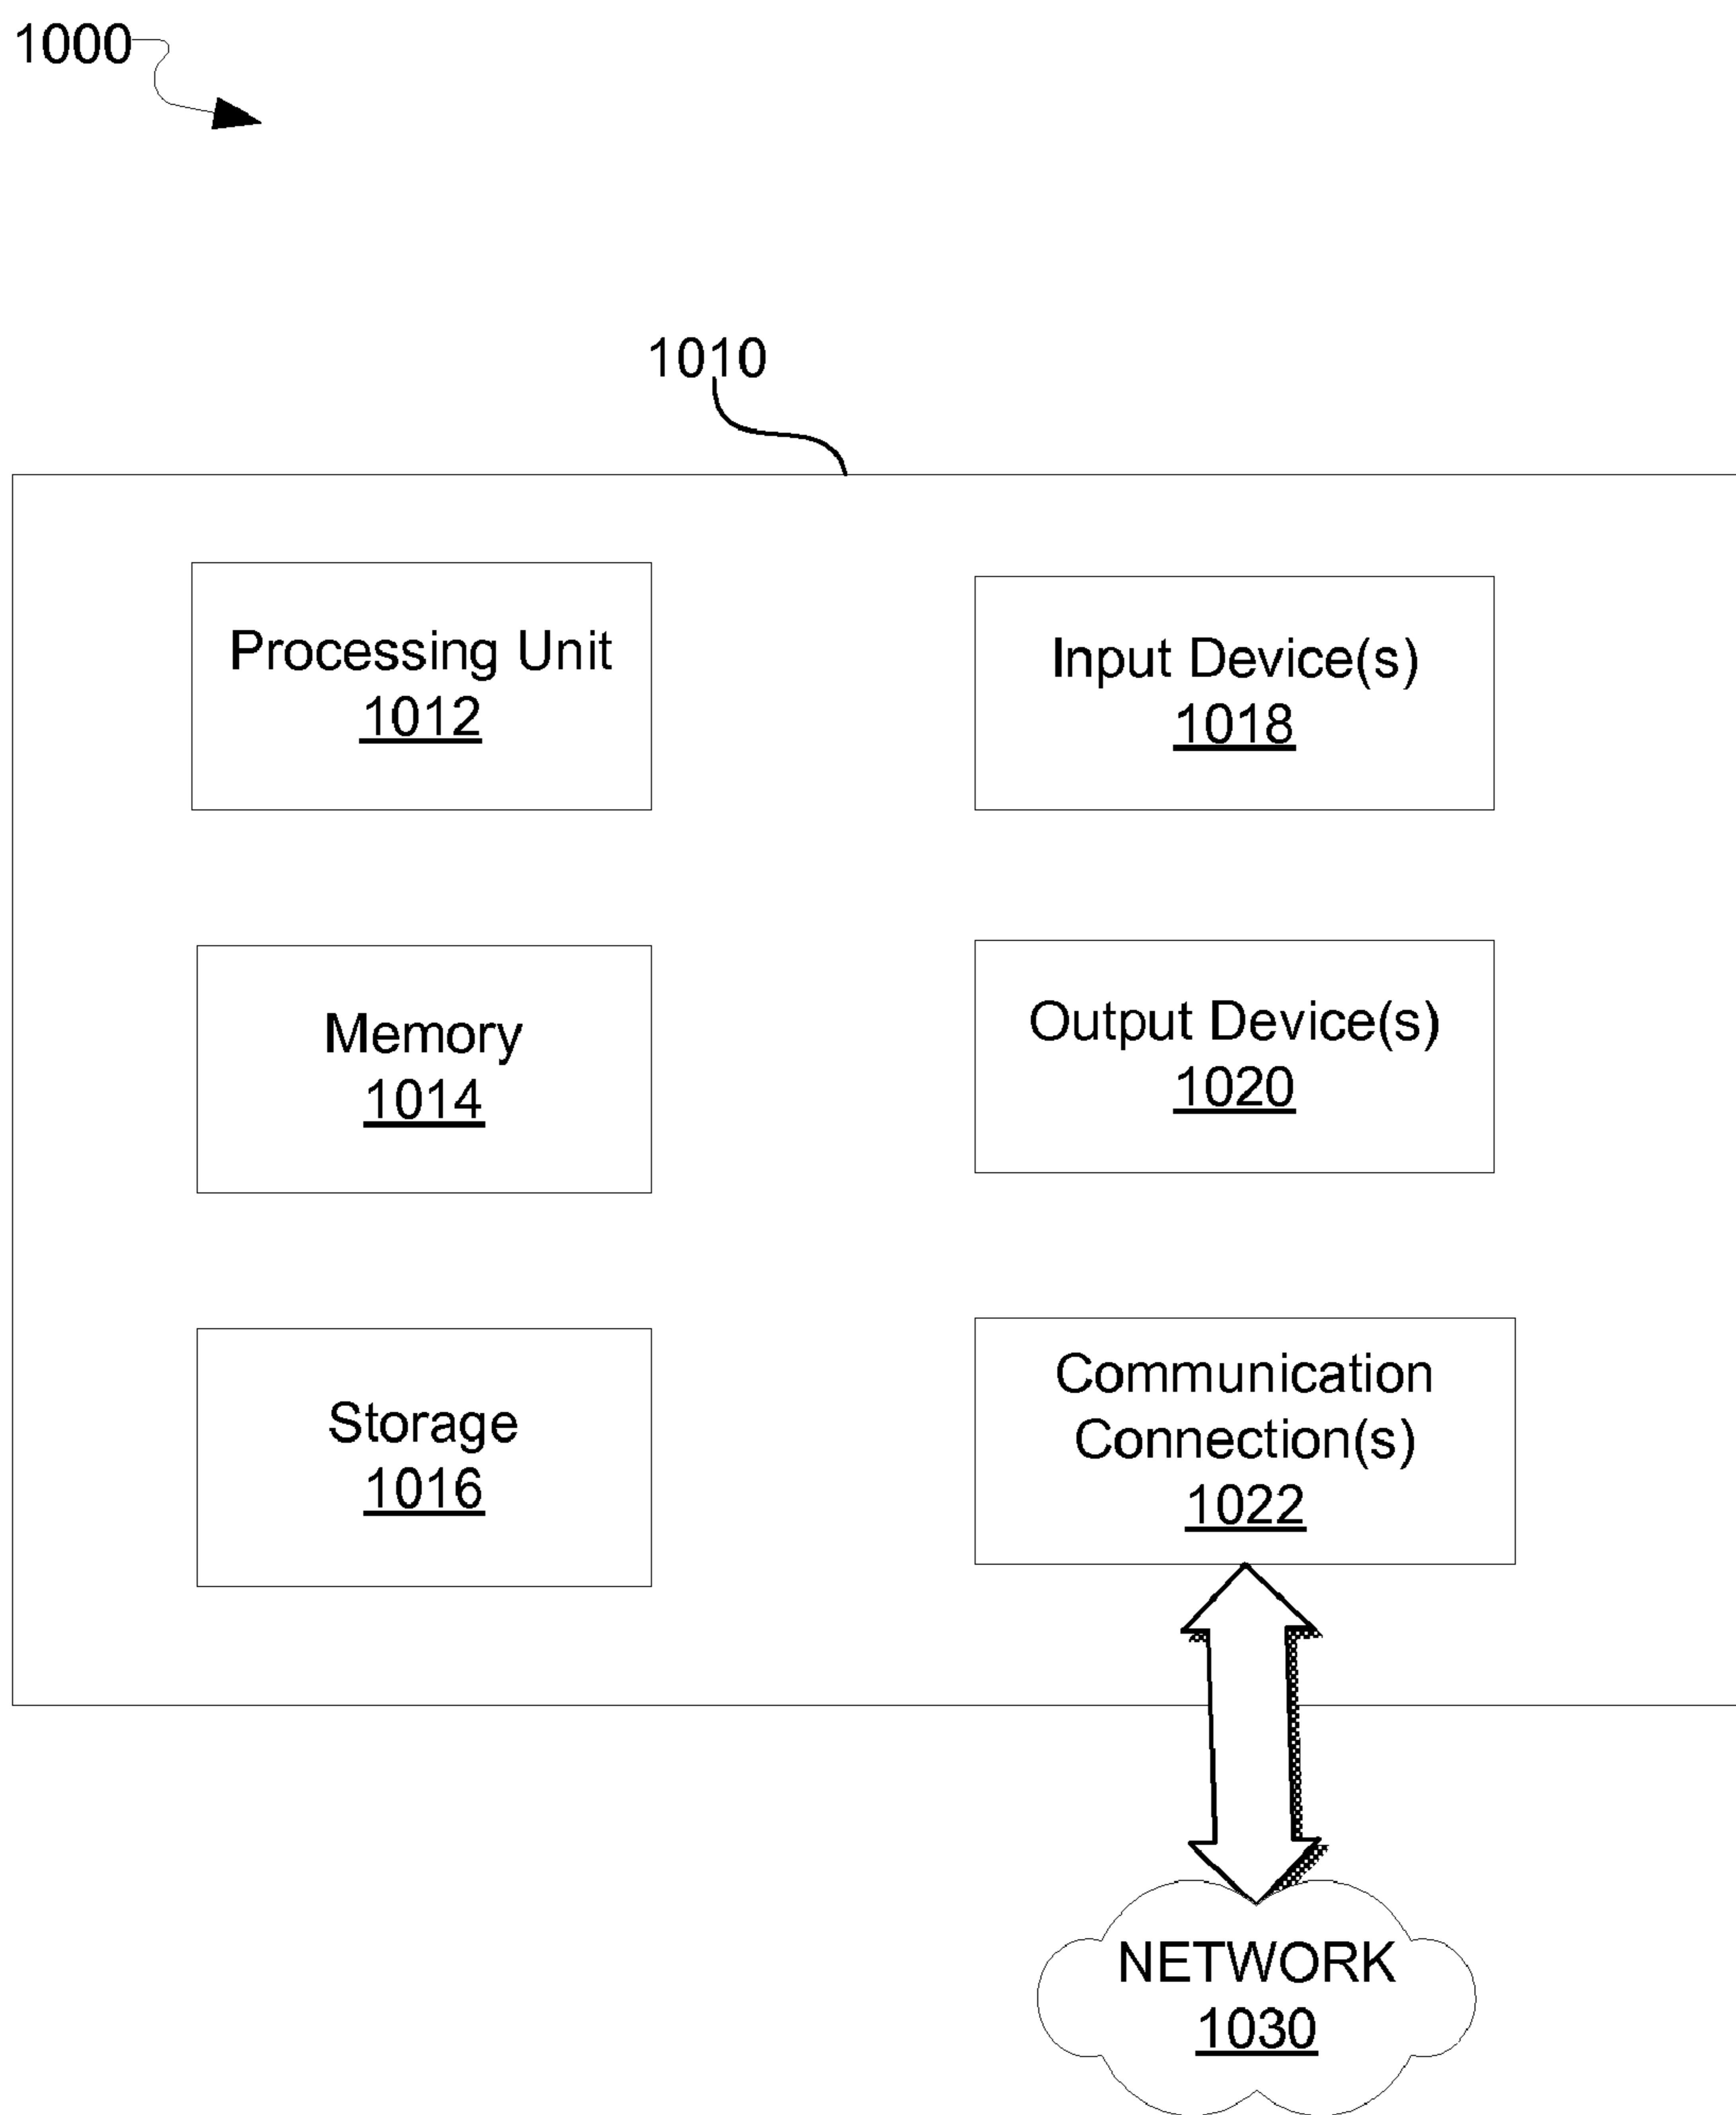 1000
1010
Processing Unit
1012
Input Device(s)
1018
Memory
1014
Output Device(s)
1020
Storage
1016
Communication
Connection(s)
1022
NETWORK
1030